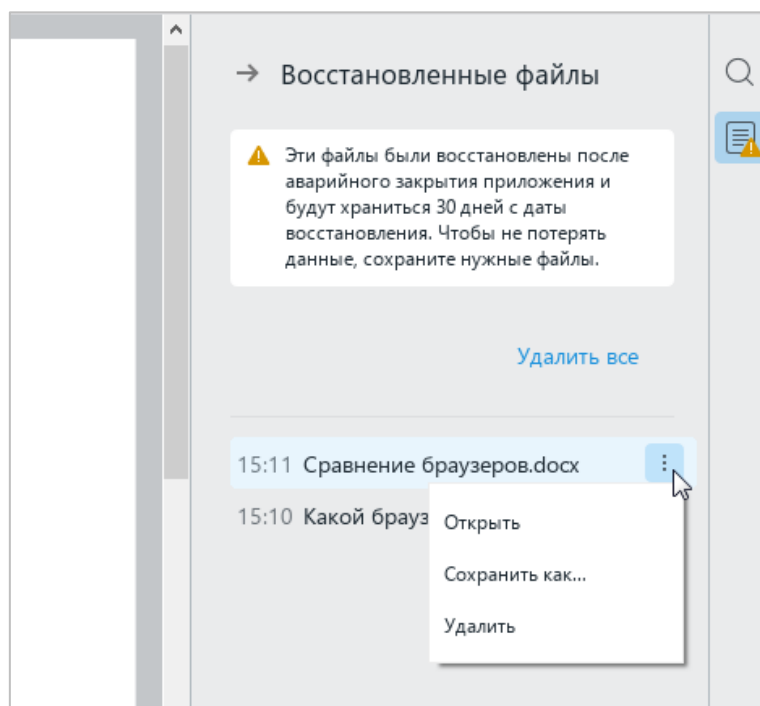 Восстановленные файлы
Эти файлы были восстановлены после
аварийного закрытия приложения и
будут храниться 30 дней с даты
восстановления. Чтобы не потерять
данные, сохраните нужные файлы.
Удалить все
15:11 Сравнение браузеров.docx
15:10 Какой
Открыть
Сохранить как...
Удалить